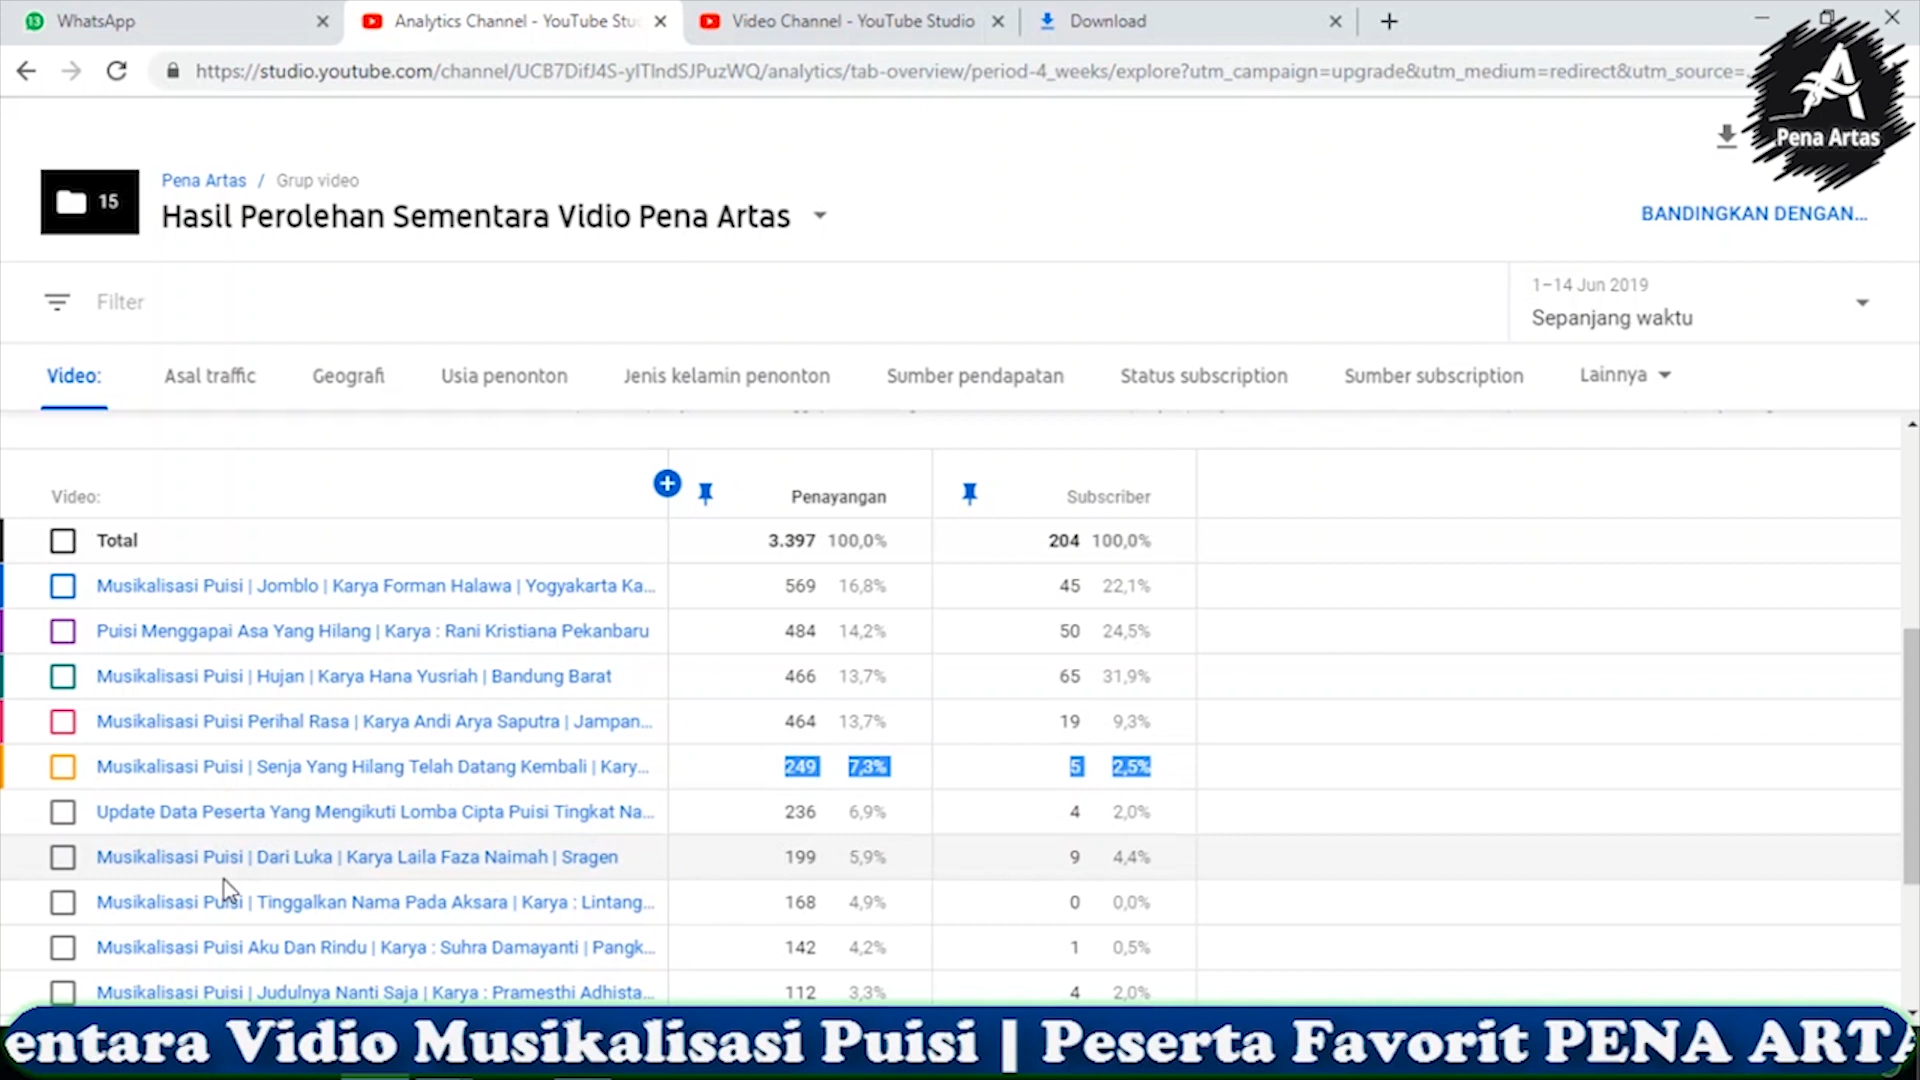 WhatsApp
Analytics Channel - YouTube Stu
Video Channel - YouTube Studio
Download
https://studio.youtube.com/channel/UCB7DifJ4S-yITIndSJPuzWQ/analytics/tab-overview/period-4_weeks/explore?utm_campaign=upgrade&utm_medium=redirect&utm_source=...
Pena Artas
15
Pena Artas / Grup video
Hasil Perolehan Sementara Vidio Pena Artas
BANDINGKAN DENGAN...
Filter
1–14 Jun 2019
Sepanjang waktu
Video: Asal traffic Geografi Usia penonton Jenis kelamin penonton Sumber pendapatan Status subscription Sumber subscription Lainnya
Video: Penayangan Subscriber
Total 3.397 100,0% 204 100,0%
Musikalisasi Puisi | Jomblo | Karya Forman Halawa | Yogyakarta Ka... 569 16,8% 45 22,1%
Puisi Menggapai Asa Yang Hilang | Karya : Rani Kristiana Pekanbaru 484 14,2% 50 24,5%
Musikalisasi Puisi | Hujan | Karya Hana Yusriah | Bandung Barat 466 13,7% 65 31,9%
Musikalisasi Puisi Perihal Rasa | Karya Andi Arya Saputra | Jampan... 464 13,7% 19 9,3%
Musikalisasi Puisi | Senja Yang Hilang Telah Datang Kembali | Kary... 249 7,3% 5 2,5%
Update Data Peserta Yang Mengikuti Lomba Cipta Puisi Tingkat Na... 236 6,9% 4 2,0%
Musikalisasi Puisi | Dari Luka | Karya Laila Faza Naimah | Sragen 199 5,9% 9 4,4%
Musikalisasi Puisi | Tinggalkan Nama Pada Aksara | Karya : Lintang... 168 4,9% 0 0,0%
Musikalisasi Puisi Aku Dan Rindu | Karya : Suhra Damayanti | Pangk... 142 4,2% 1 0,5%
Musikalisasi Puisi | Judulnya Nanti Saja | Karya : Pramesthi Adhista... 112 3,3% 4 2,0%
entara Vidio Musikalisasi Puisi | Peserta Favorit PENA ARTA